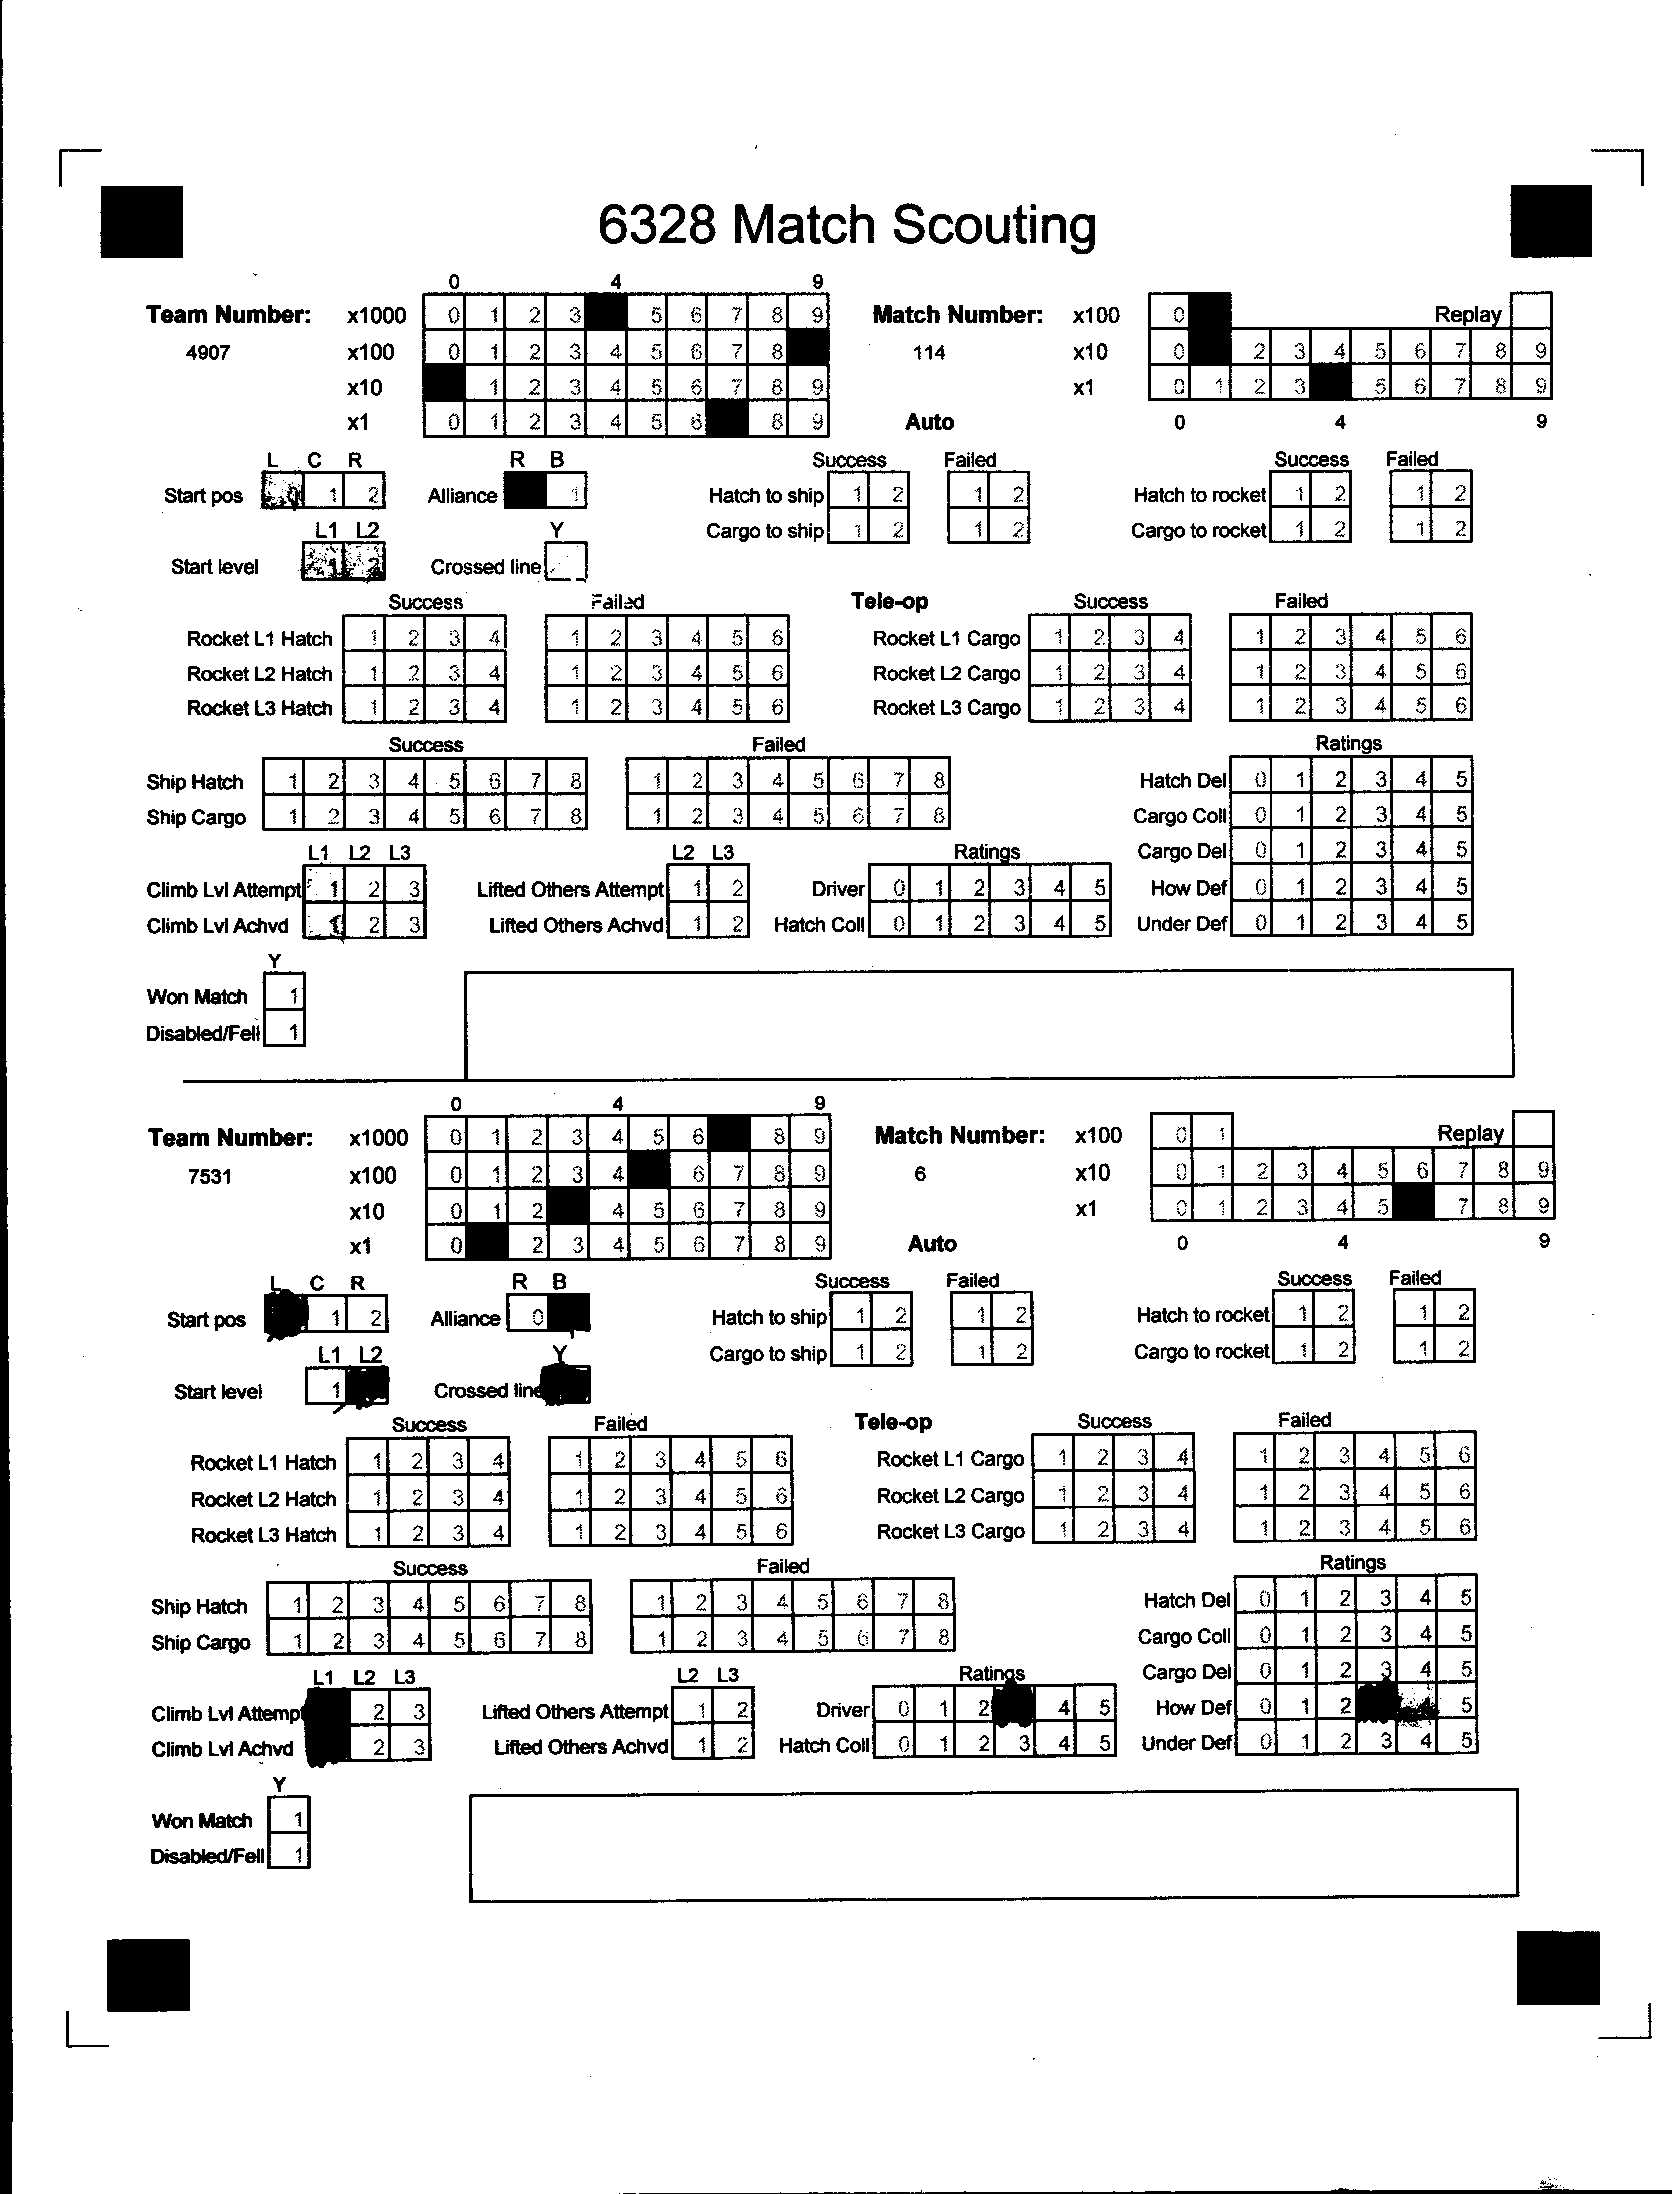 6328 Match Scouting
0 4 9
Team Number: x1000 0 1 2 3 5 6 7 8 9 Match Number: x100 0 Replay
4907 x100 0 1 2 3 4 5 6 7 8 114 x10 0 2 3 4 5 6 7 8 9
x10 1 2 3 4 5 6 7 8 9 x1 0 1 2 3 5 6 7 8 9
x1 0 1 2 3 4 5 6 8 9 Auto 0 4 9
L C R R B Success Failed Success Failed
Start pos 0 1 2 Alliance 1 Hatch to ship 1 2 1 2 Hatch to rocket 1 2 1 2
L1 L2 Y Cargo to ship 1 2 1 2 Cargo to rocket 1 2 1 2
Start level 1 2 Crossed line
Success Failed Tele-op Success Failed
Rocket L1 Hatch 1 2 3 4 1 2 3 4 5 6 Rocket L1 Cargo 1 2 3 4 1 2 3 4 5 6
Rocket L2 Hatch 1 2 3 4 1 2 3 4 5 6 Rocket L2 Cargo 1 2 3 4 1 2 3 4 5 6
Rocket L3 Hatch 1 2 3 4 1 2 3 4 5 6 Rocket L3 Cargo 1 2 3 4 1 2 3 4 5 6
Success Failed Ratings
Ship Hatch 1 2 3 4 5 6 7 8 1 2 3 4 5 6 7 8 Hatch Del 0 1 2 3 4 5
Ship Cargo 1 2 3 4 5 6 7 8 1 2 3 4 5 6 7 8 Cargo Coll 0 1 2 3 4 5
L1 L2 L3 L2 L3 Ratings Cargo Del 0 1 2 3 4 5
Climb Lvl Attempt 1 2 3 Lifted Others Attempt 1 2 Driver 0 1 2 3 4 5 How Def 0 1 2 3 4 5
Climb Lvl Achvd 1 2 3 Lifted Others Achvd 1 2 Hatch Coll 0 1 2 3 4 5 Under Def 0 1 2 3 4 5
Y
Won Match 1
Disabled/Fell 1
0 4 9
Team Number: x1000 0 1 2 3 4 5 6 8 9 Match Number: x100 0 1 Replay
7531 x100 0 1 2 3 4 6 7 8 9 6 x10 0 1 2 3 4 5 6 7 8 9
x10 0 1 2 4 5 6 7 8 9 x1 0 1 2 3 4 5 7 8 9
x1 0 2 3 4 5 6 7 8 9 Auto 0 4 9
L C R R B Success Failed Success Failed
Start pos 1 2 Alliance 0 Hatch to ship 1 2 1 2 Hatch to rocket 1 2 1 2
L1 L2 Y Cargo to ship 1 2 1 2 Cargo to rocket 1 2 1 2
Start level 1 Crossed line
Success Failed Tele-op Success Failed
Rocket L1 Hatch 1 2 3 4 1 2 3 4 5 6 Rocket L1 Cargo 1 2 3 4 1 2 3 4 5 6
Rocket L2 Hatch 1 2 3 4 1 2 3 4 5 6 Rocket L2 Cargo 1 2 3 4 1 2 3 4 5 6
Rocket L3 Hatch 1 2 3 4 1 2 3 4 5 6 Rocket L3 Cargo 1 2 3 4 1 2 3 4 5 6
Success Failed Ratings
Ship Hatch 1 2 3 4 5 6 7 8 1 2 3 4 5 6 7 8 Hatch Del 0 1 2 3 4 5
Ship Cargo 1 2 3 4 5 6 7 8 1 2 3 4 5 6 7 8 Cargo Coll 0 1 2 3 4 5
L1 L2 L3 L2 L3 Ratings Cargo Del 0 1 2 3 4 5
Climb Lvl Attempt 2 3 Lifted Others Attempt 1 2 Driver 0 1 2 4 5 How Def 0 1 2 5
Climb Lvl Achvd 2 3 Lifted Others Achvd 1 2 Hatch Coll 0 1 2 3 4 5 Under Def 0 1 2 3 4 5
Y
Won Match 1
Disabled/Fell 1